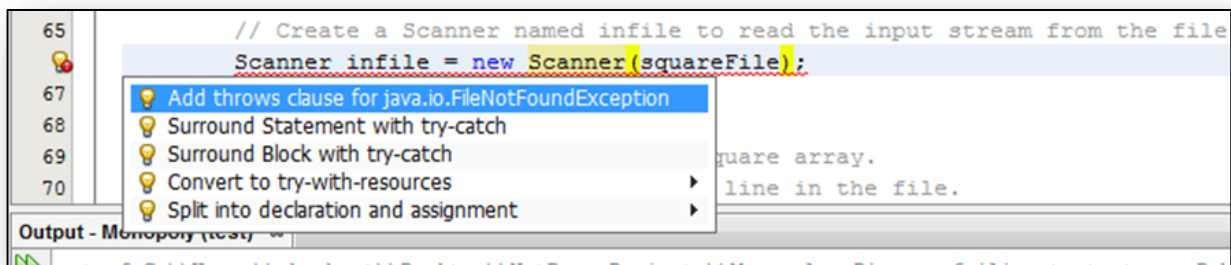 65 // Create a Scanner named infile to read the input stream from the file
Scanner infile = new Scanner(squareFile);
67 Add throws clause for java.io.FileNotFoundException
68 Surround Statement with try-catch
69 Surround Block with try-catch quare array.
70 Convert to try-with-resources line in the file.
Split into declaration and assignment
Output - Monopoly (test)